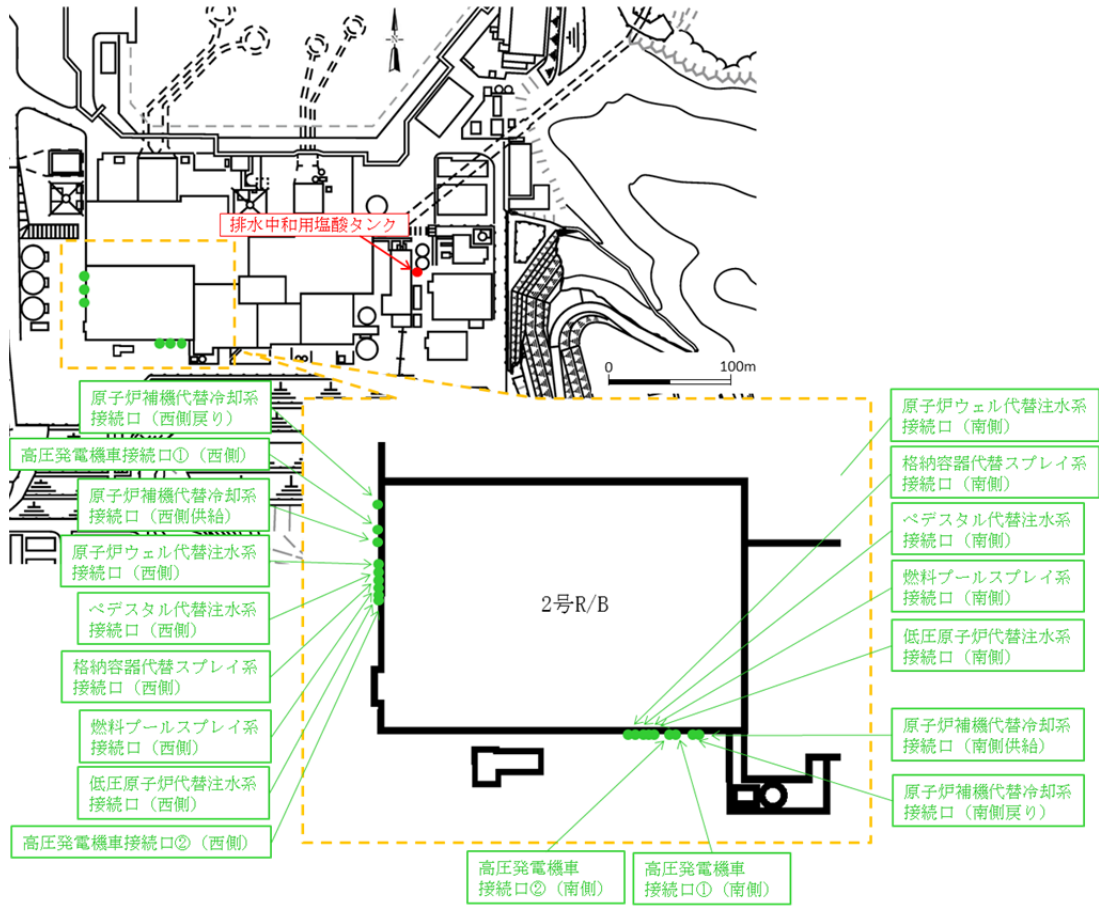 排水中和用塩酸タンク
0
100m
原子炉補機代替冷却系
接続口（西側戻り）
高圧発電機車接続口①（西側）
原子炉補機代替冷却系
接続口（西側供給）
原子炉ウェル代替注水系
接続口（西側）
ペデスタル代替注水系
接続口（西側）
格納容器代替スプレイ系
接続口（西側）
燃料プールスプレイ系
接続口（西側）
低圧原子炉代替注水系
接続口（西側）
高圧発電機車接続口②（西側）
2号R/B
原子炉ウェル代替注水系
接続口（南側）
格納容器代替スプレイ系
接続口（南側）
ペデスタル代替注水系
接続口（南側）
燃料プールスプレイ系
接続口（南側）
低圧原子炉代替注水系
接続口（南側）
原子炉補機代替冷却系
接続口（南側供給）
原子炉補機代替冷却系
接続口（南側戻り）
高圧発電機車
接続口②（南側）
高圧発電機車
接続口①（南側）